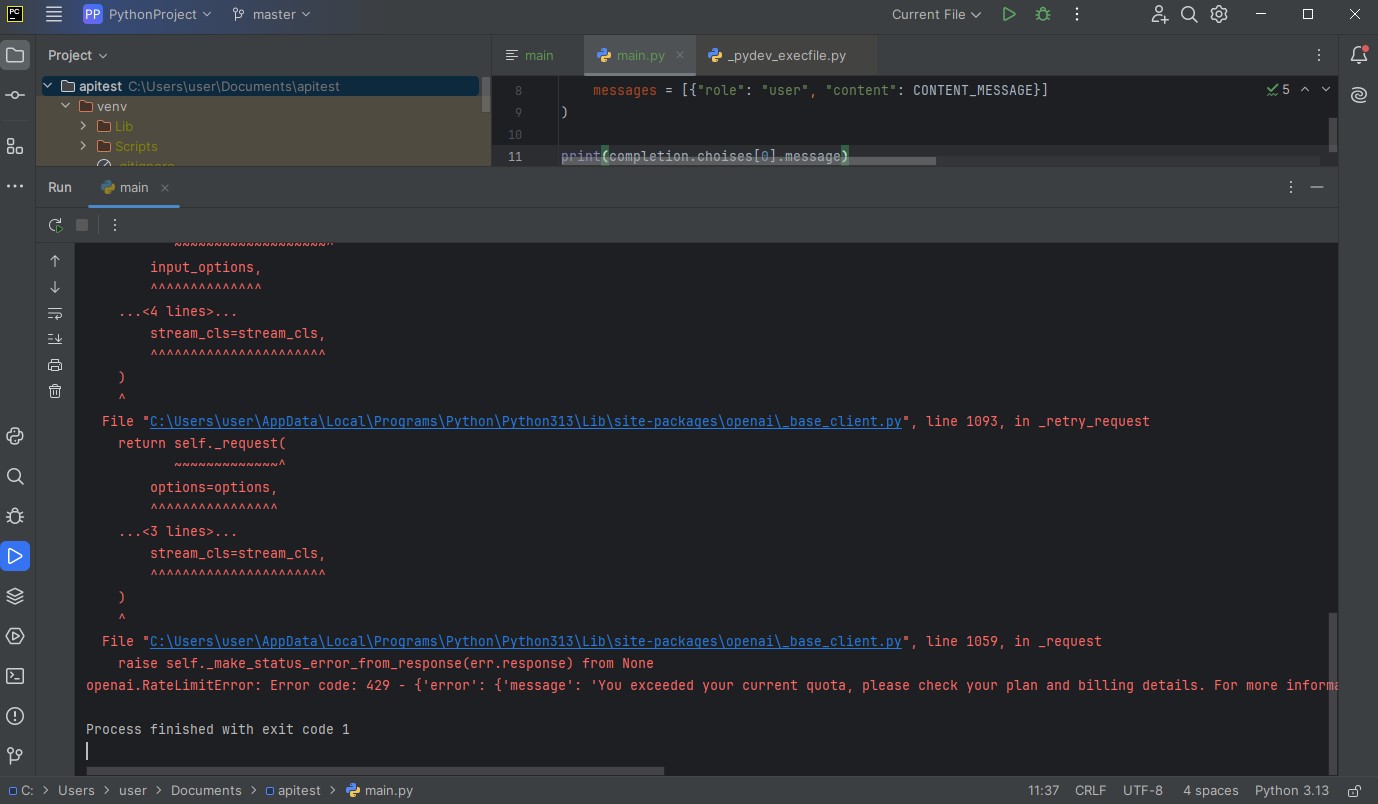 PC
PP PythonProject master Current File
Project
main main.py _pydev_execfile.py
apitest C:\Users\user\Documents\apitest
venv
Lib
Scripts
.gitignore
8 messages = [{"role": "user", "content": CONTENT_MESSAGE}] 5
9 )
10
11 print(completion.choises[0].message)
Run main
~~~~~~~~~~~~~~~~~~~^
input_options,
^^^^^^^^^^^^^^
...<4 lines>...
stream_cls=stream_cls,
^^^^^^^^^^^^^^^^^^^^^^
)
^
File "C:\Users\user\AppData\Local\Programs\Python\Python313\Lib\site-packages\openai\_base_client.py", line 1093, in _retry_request
return self._request(
~~~~~~~~~~~~~^
options=options,
^^^^^^^^^^^^^^^^
...<3 lines>...
stream_cls=stream_cls,
^^^^^^^^^^^^^^^^^^^^^^
)
^
File "C:\Users\user\AppData\Local\Programs\Python\Python313\Lib\site-packages\openai\_base_client.py", line 1059, in _request
raise self._make_status_error_from_response(err.response) from None
openai.RateLimitError: Error code: 429 - {'error': {'message': 'You exceeded your current quota, please check your plan and billing details. For more informa
Process finished with exit code 1
C: > Users > user > Documents > apitest > main.py 11:37 CRLF UTF-8 4 spaces Python 3.13